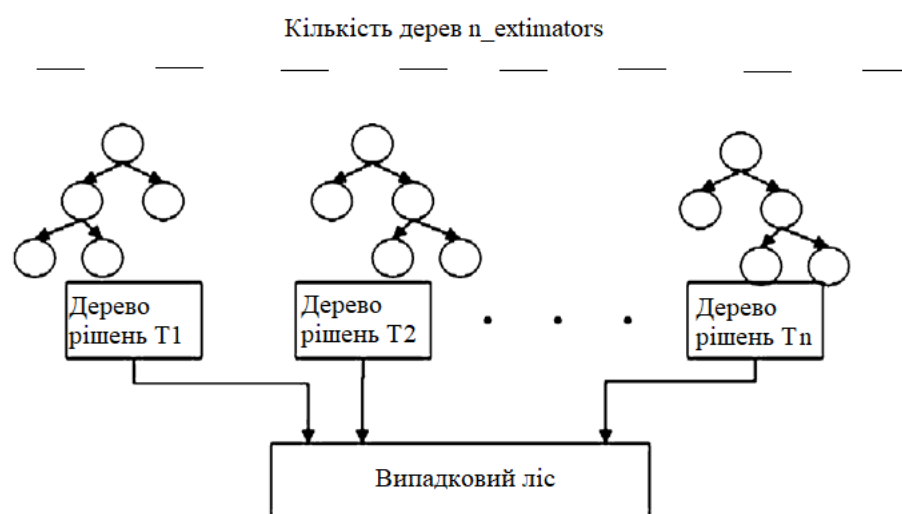 Кількість дерев n_extimators
Дерево
рішень Т1
Дерево
рішень Т2
Дерево
рішень Тn
Випадковий ліс